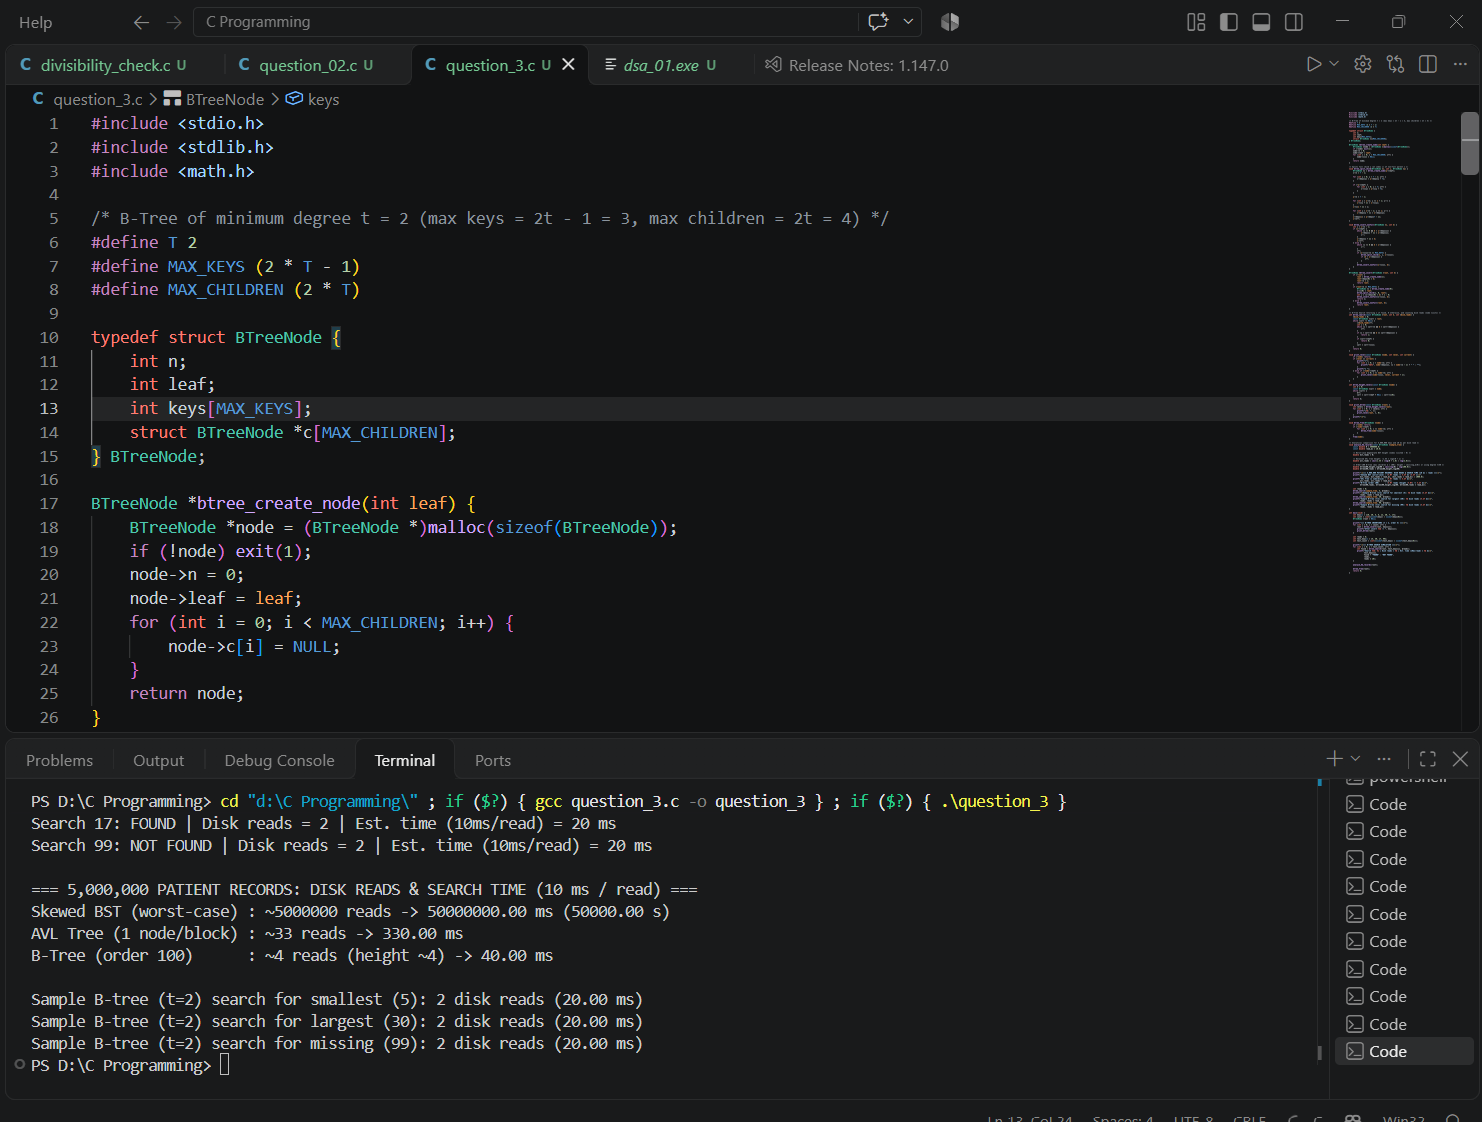 Help
C Programming
C divisibility_check.c U
C question_02.c U
C question_3.c U
dsa_01.exe U
Release Notes: 1.147.0
C question_3.c > BTreeNode > keys
1 #include <stdio.h>
2 #include <stdlib.h>
3 #include <math.h>
4
5 /* B-Tree of minimum degree t = 2 (max keys = 2t - 1 = 3, max children = 2t = 4) */
6 #define T 2
7 #define MAX_KEYS (2 * T - 1)
8 #define MAX_CHILDREN (2 * T)
9
10 typedef struct BTreeNode {
11 int n;
12 int leaf;
13 int keys[MAX_KEYS];
14 struct BTreeNode *c[MAX_CHILDREN];
15 } BTreeNode;
16
17 BTreeNode *btree_create_node(int leaf) {
18 BTreeNode *node = (BTreeNode *)malloc(sizeof(BTreeNode));
19 if (!node) exit(1);
20 node->n = 0;
21 node->leaf = leaf;
22 for (int i = 0; i < MAX_CHILDREN; i++) {
23 node->c[i] = NULL;
24 }
25 return node;
26 }
Problems
Output
Debug Console
Terminal
Ports
PS D:\C Programming> cd "d:\C Programming\" ; if ($?) { gcc question_3.c -o question_3 } ; if ($?) { .\question_3 }
Search 17: FOUND | Disk reads = 2 | Est. time (10ms/read) = 20 ms
Search 99: NOT FOUND | Disk reads = 2 | Est. time (10ms/read) = 20 ms
=== 5,000,000 PATIENT RECORDS: DISK READS & SEARCH TIME (10 ms / read) ===
Skewed BST (worst-case) : ~5000000 reads -> 50000000.00 ms (50000.00 s)
AVL Tree (1 node/block) : ~33 reads -> 330.00 ms
B-Tree (order 100)      : ~4 reads (height ~4) -> 40.00 ms
Sample B-tree (t=2) search for smallest (5): 2 disk reads (20.00 ms)
Sample B-tree (t=2) search for largest (30): 2 disk reads (20.00 ms)
Sample B-tree (t=2) search for missing (99): 2 disk reads (20.00 ms)
PS D:\C Programming>
powershell
Code
Code
Code
Code
Code
Code
Code
Code
Code
Code
Ln 13, Col 24
Spaces: 4
UTF-8
CRLF
C
Win32